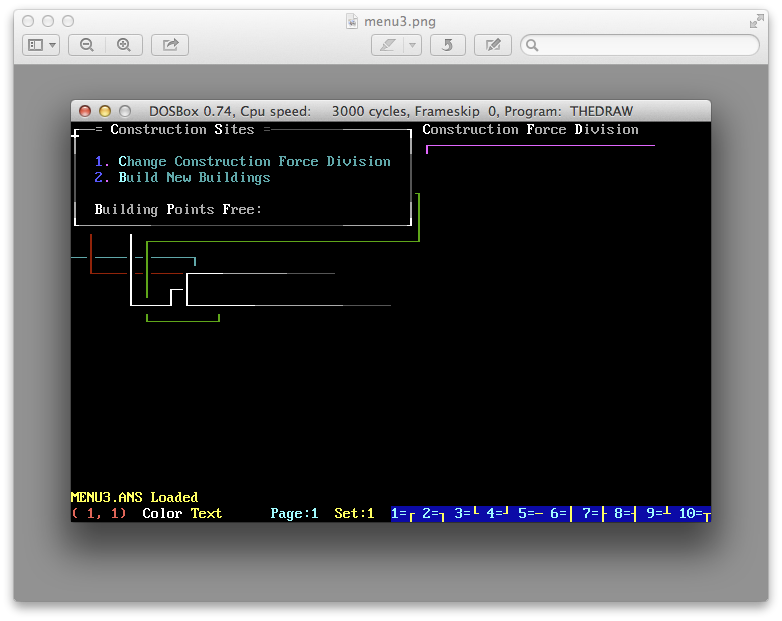 menu3.png
DOSBox 0.74, Cpu speed: 3000 cycles, Frameskip 0, Program: THEDRAW
= Construction Sites =
Construction Force Division
1. Change Construction Force Division
2. Build New Buildings
Building Points Free:
MENU3.ANS Loaded
( 1, 1) Color Text Page:1 Set:1 1=┌ 2=┐ 3=└ 4=┘ 5=─ 6=│ 7=├ 8=┤ 9=┴ 10=┬